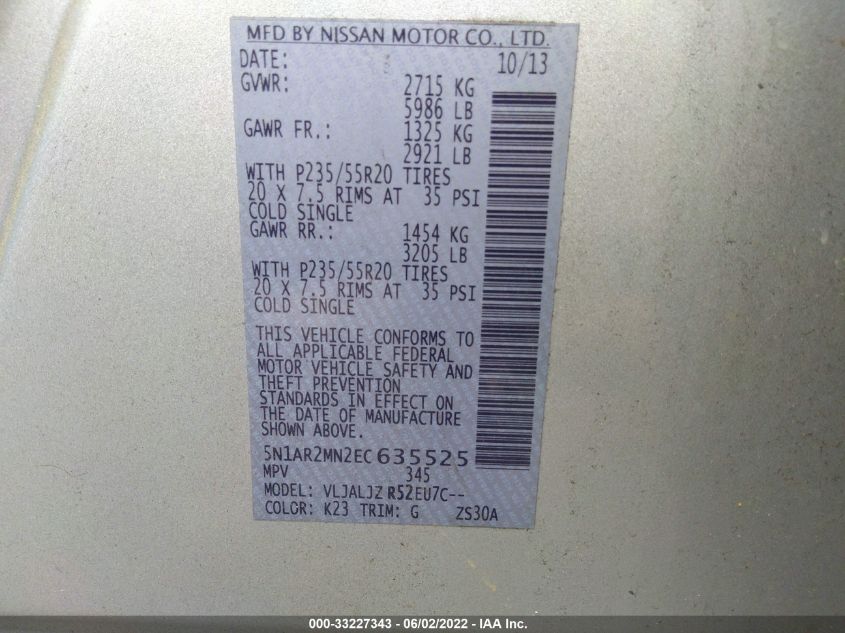 MFD BY NISSAN MOTOR CO., LTD.
DATE: 10/13
GVWR: 2715 KG
5986 LB
GAWR FR.: 1325 KG
2921 LB
WITH P235/55R20 TIRES
20 X 7.5 RIMS AT 35 PSI
COLD SINGLE
GAWR RR.: 1454 KG
3205 LB
WITH P235/55R20 TIRES
20 X 7.5 RIMS AT 35 PSI
COLD SINGLE
THIS VEHICLE CONFORMS TO
ALL APPLICABLE FEDERAL
MOTOR VEHICLE SAFETY AND
THEFT PREVENTION
STANDARDS IN EFFECT ON
THE DATE OF MANUFACTURE
SHOWN ABOVE.
5N1AR2MN2EC 635525
MPV 345
MODEL: VLJALJZ R52EU7C--
COLOR: K23 TRIM: G ZS30A
000-33227343 - 06/02/2022 - IAA Inc.